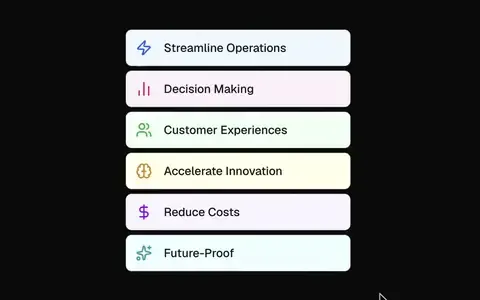 Streamline Operations
Decision Making
Customer Experiences
Accelerate Innovation
Reduce Costs
Future-Proof